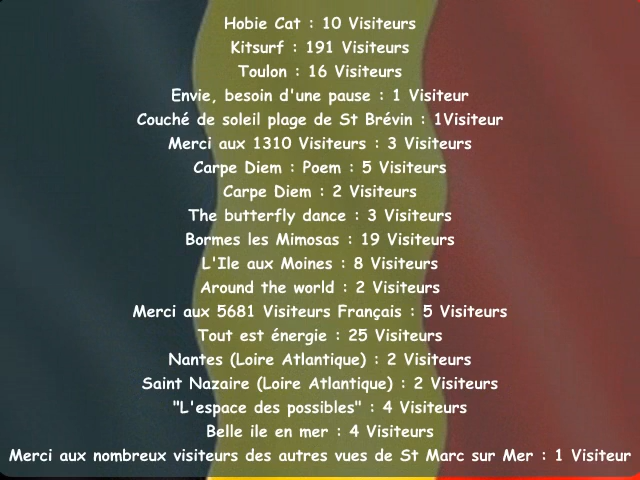 Hobie Cat : 10 Visiteurs
Kitsurf : 191 Visiteurs
Toulon : 16 Visiteurs
Envie, besoin d'une pause : 1 Visiteur
Couché de soleil plage de St Brévin : 1Visiteur
Merci aux 1310 Visiteurs : 3 Visiteurs
Carpe Diem : Poem : 5 Visiteurs
Carpe Diem : 2 Visiteurs
The butterfly dance : 3 Visiteurs
Bormes les Mimosas : 19 Visiteurs
L'Ile aux Moines : 8 Visiteurs
Around the world : 2 Visiteurs
Merci aux 5681 Visiteurs Français : 5 Visiteurs
Tout est énergie : 25 Visiteurs
Nantes (Loire Atlantique) : 2 Visiteurs
Saint Nazaire (Loire Atlantique) : 2 Visiteurs
"L'espace des possibles" : 4 Visiteurs
Belle ile en mer : 4 Visiteurs
Merci aux nombreux visiteurs des autres vues de St Marc sur Mer : 1 Visiteur